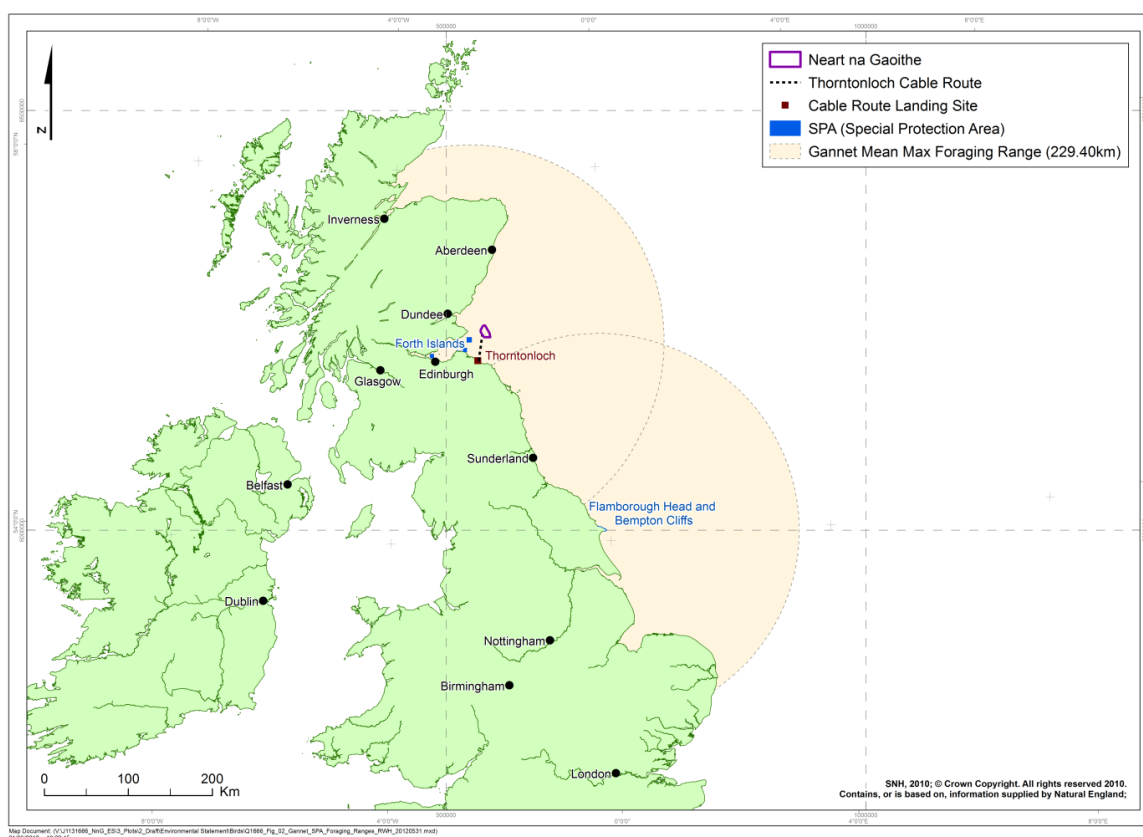 8°0'0"W
4°0'0"W
500000
0°0'0"
4°0'0"E
1000000
Neart na Gaoithe
Thorntonloch Cable Route
Cable Route Landing Site
SPA (Special Protection Area)
Gannet Mean Max Foraging Range (229.40km)
N
Inverness
Aberdeen
Dundee
Forth Islands
Thorntonloch
Edinburgh
Glasgow
Sunderland
Belfast
Flamborough Head and
Bempton Cliffs
Dublin
Nottingham
Birmingham
London
0 100 200
Km
SNH, 2010; © Crown Copyright. All rights reserved 2010.
Contains, or is based on, information supplied by Natural England;
500000
1000000